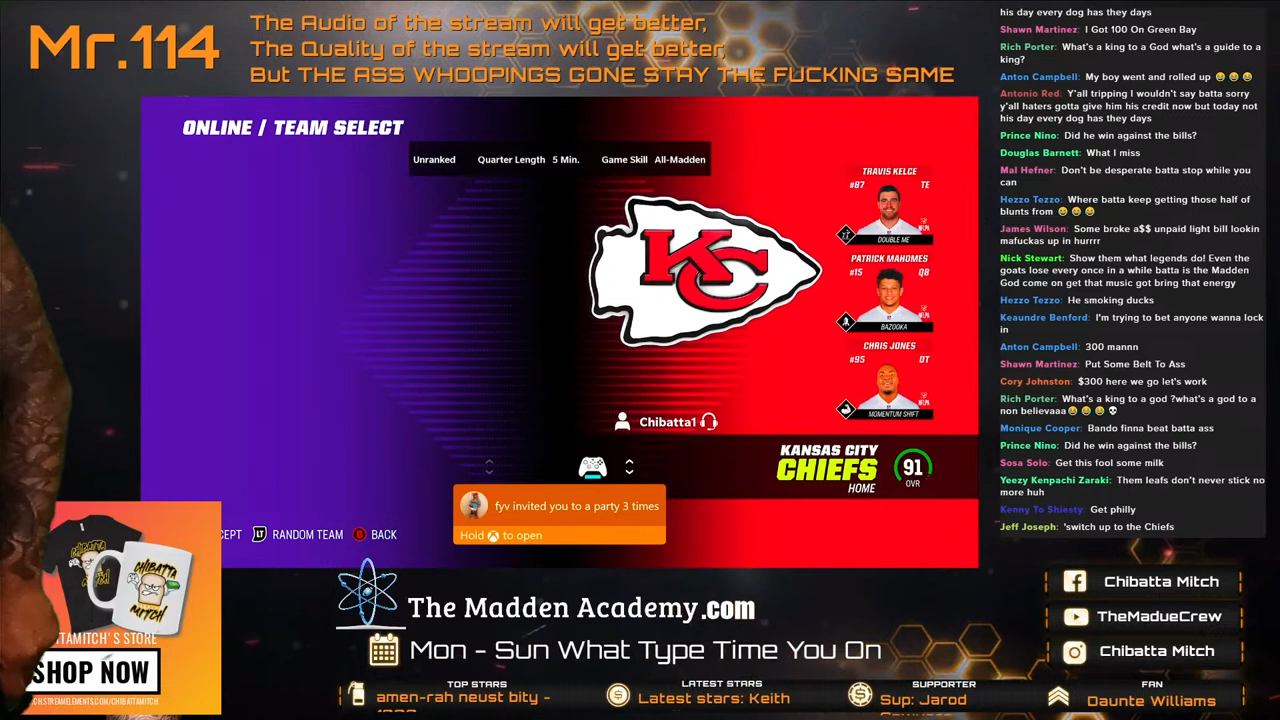 Mr.114
The Audio of the stream will get better,
The Quality of the stream will get better,
But THE ASS WHOOPINGS GONE STAY THE FUCKING SAME
ONLINE / TEAM SELECT
Unranked Quarter Length 5 Min. Game Skill All-Madden
TRAVIS KELCE
#87 TE
DOUBLE ME
PATRICK MAHOMES
#15 QB
BAZOOKA
CHRIS JONES
#95 DT
MOMENTUM SHIFT
KC
Chibatta1
KANSAS CITY
CHIEFS
HOME
91
OVR
fyv invited you to a party 3 times
Hold to open
CEPT LT RANDOM TEAM B BACK
his day every dog has they days
Shawn Martinez: I Got 100 On Green Bay
Rich Porter: What's a king to a God what's a guide to a
king?
Anton Campbell: My boy went and rolled up 😂 😂 😂
Antonio Red: Y'all tripping I wouldn't say batta sorry
y'all haters gotta give him his credit now but today not
his day every dog has they days
Prince Nino: Did he win against the bills?
Douglas Barnett: What I miss
Mal Hefner: Don't be desperate batta stop while you
can
Hezzo Tezzo: Where batta keep getting those half of
blunts from 😂 😂 😂
James Wilson: Some broke a$$ unpaid light bill lookin
mafuckas up in hurrrr
Nick Stewart: Show them what legends do! Even the
goats lose every once in a while batta is the Madden
God come on get that music got bring that energy
Hezzo Tezzo: He smoking ducks
Keaundre Benford: I'm trying to bet anyone wanna lock
in
Anton Campbell: 300 mannn
Shawn Martinez: Put Some Belt To Ass
Cory Johnston: $300 here we go let's work
Rich Porter: What's a king to a god ?what's a god to a
non believaaa😂😂😂 💀
Monique Cooper: Bando finna beat batta ass
Prince Nino: Did he win against the bills?
Sosa Solo: Get this fool some milk
Yeezy Kenpachi Zaraki: Them leafs don't never stick no
more huh
Kenny To Shiesty: Get philly
Jeff Joseph: 'switch up to the Chiefs
CHIBATTA
MITCH
TTAMITCH' S STORE
SHOP NOW
CH.STREAMELEMENTS.COM/CHIBATTAMITCH
The Madden Academy.com
Mon - Sun What Type Time You On
Chibatta Mitch
TheMadueCrew
Chibatta Mitch
TOP STARS
amen-rah neust bity -
LATEST STARS
Latest stars: Keith
SUPPORTER
Sup: Jarod
FAN
Daunte Williams